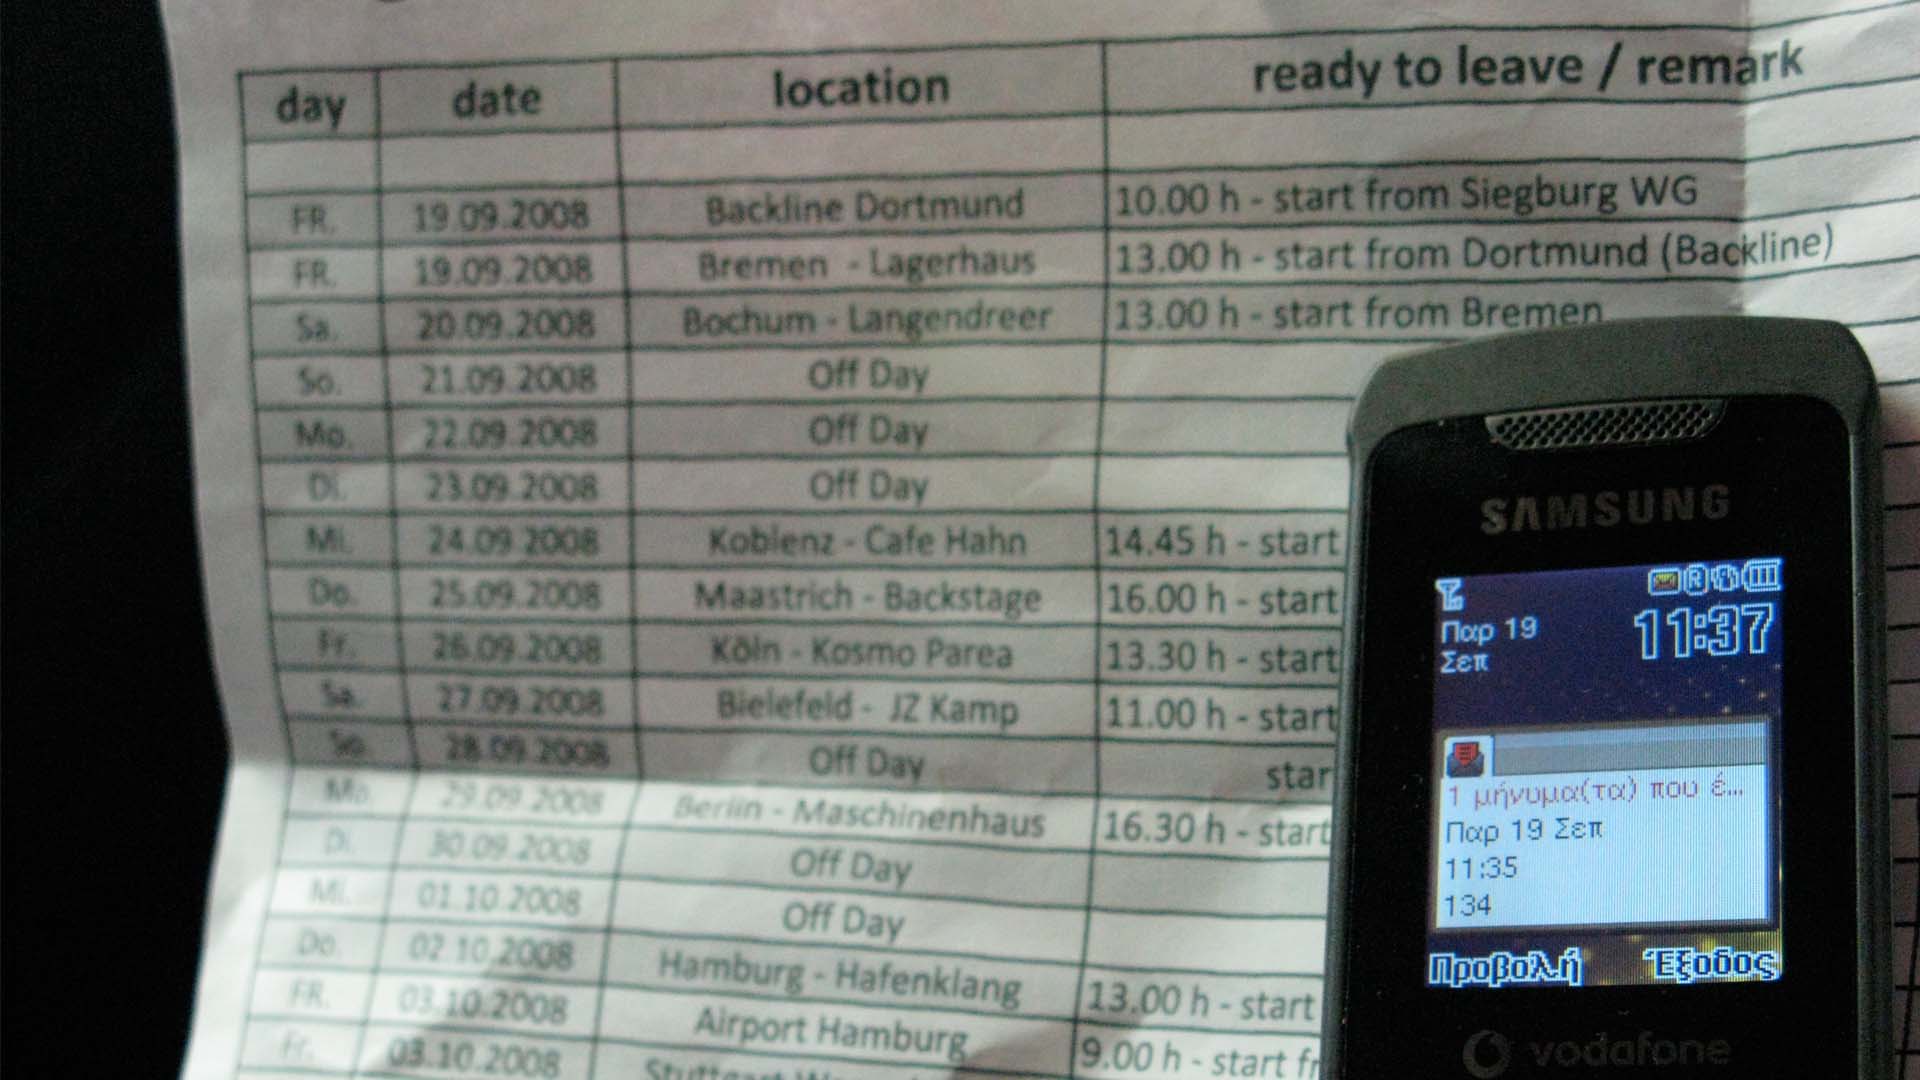 day date location ready to leave / remark
FR. 19.09.2008 Backline Dortmund 10.00 h - start from Siegburg WG
FR. 19.09.2008 Bremen - Lagerhaus 13.00 h - start from Dortmund (Backline)
Sa. 20.09.2008 Bochum - Langendreer 13.00 h - start from Bremen
So. 21.09.2008 Off Day
Mo. 22.09.2008 Off Day
Di. 23.09.2008 Off Day
Mi. 24.09.2008 Koblenz - Cafe Hahn 14.45 h - start
Do. 25.09.2008 Maastrich - Backstage 16.00 h - start
Fr. 26.09.2008 Köln - Kosmo Parea 13.30 h - start
Sa. 27.09.2008 Bielefeld - JZ Kamp 11.00 h - start
So. 28.09.2008 Off Day star
Mo. 29.09.2008 Berlin - Maschinenhaus 16.30 h - start
Di. 30.09.2008 Off Day
Mi. 01.10.2008 Off Day
Do. 02.10.2008 Hamburg - Hafenklang 13.00 h - start
FR. 03.10.2008 Airport Hamburg 9.00 h - start fr
Fr. 03.10.2008 Stuttgart
SAMSUNG
Παρ 19 11:37
Σεπ
1 μήνυμα(τα) που έ...
Παρ 19 Σεπ
11:35
134
Προβολή Έξοδος
vodafone